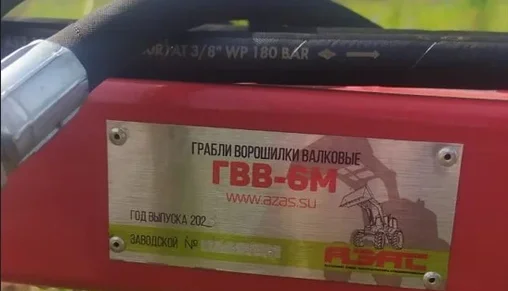 3/8" WP 180 BAR
ГРАБЛИ ВОРОШИЛКИ ВАЛКОВЫЕ
ГВВ-6М
www.azas.su
ГОД ВЫПУСКА 202
ЗАВОДСКОЙ №
АЗАС